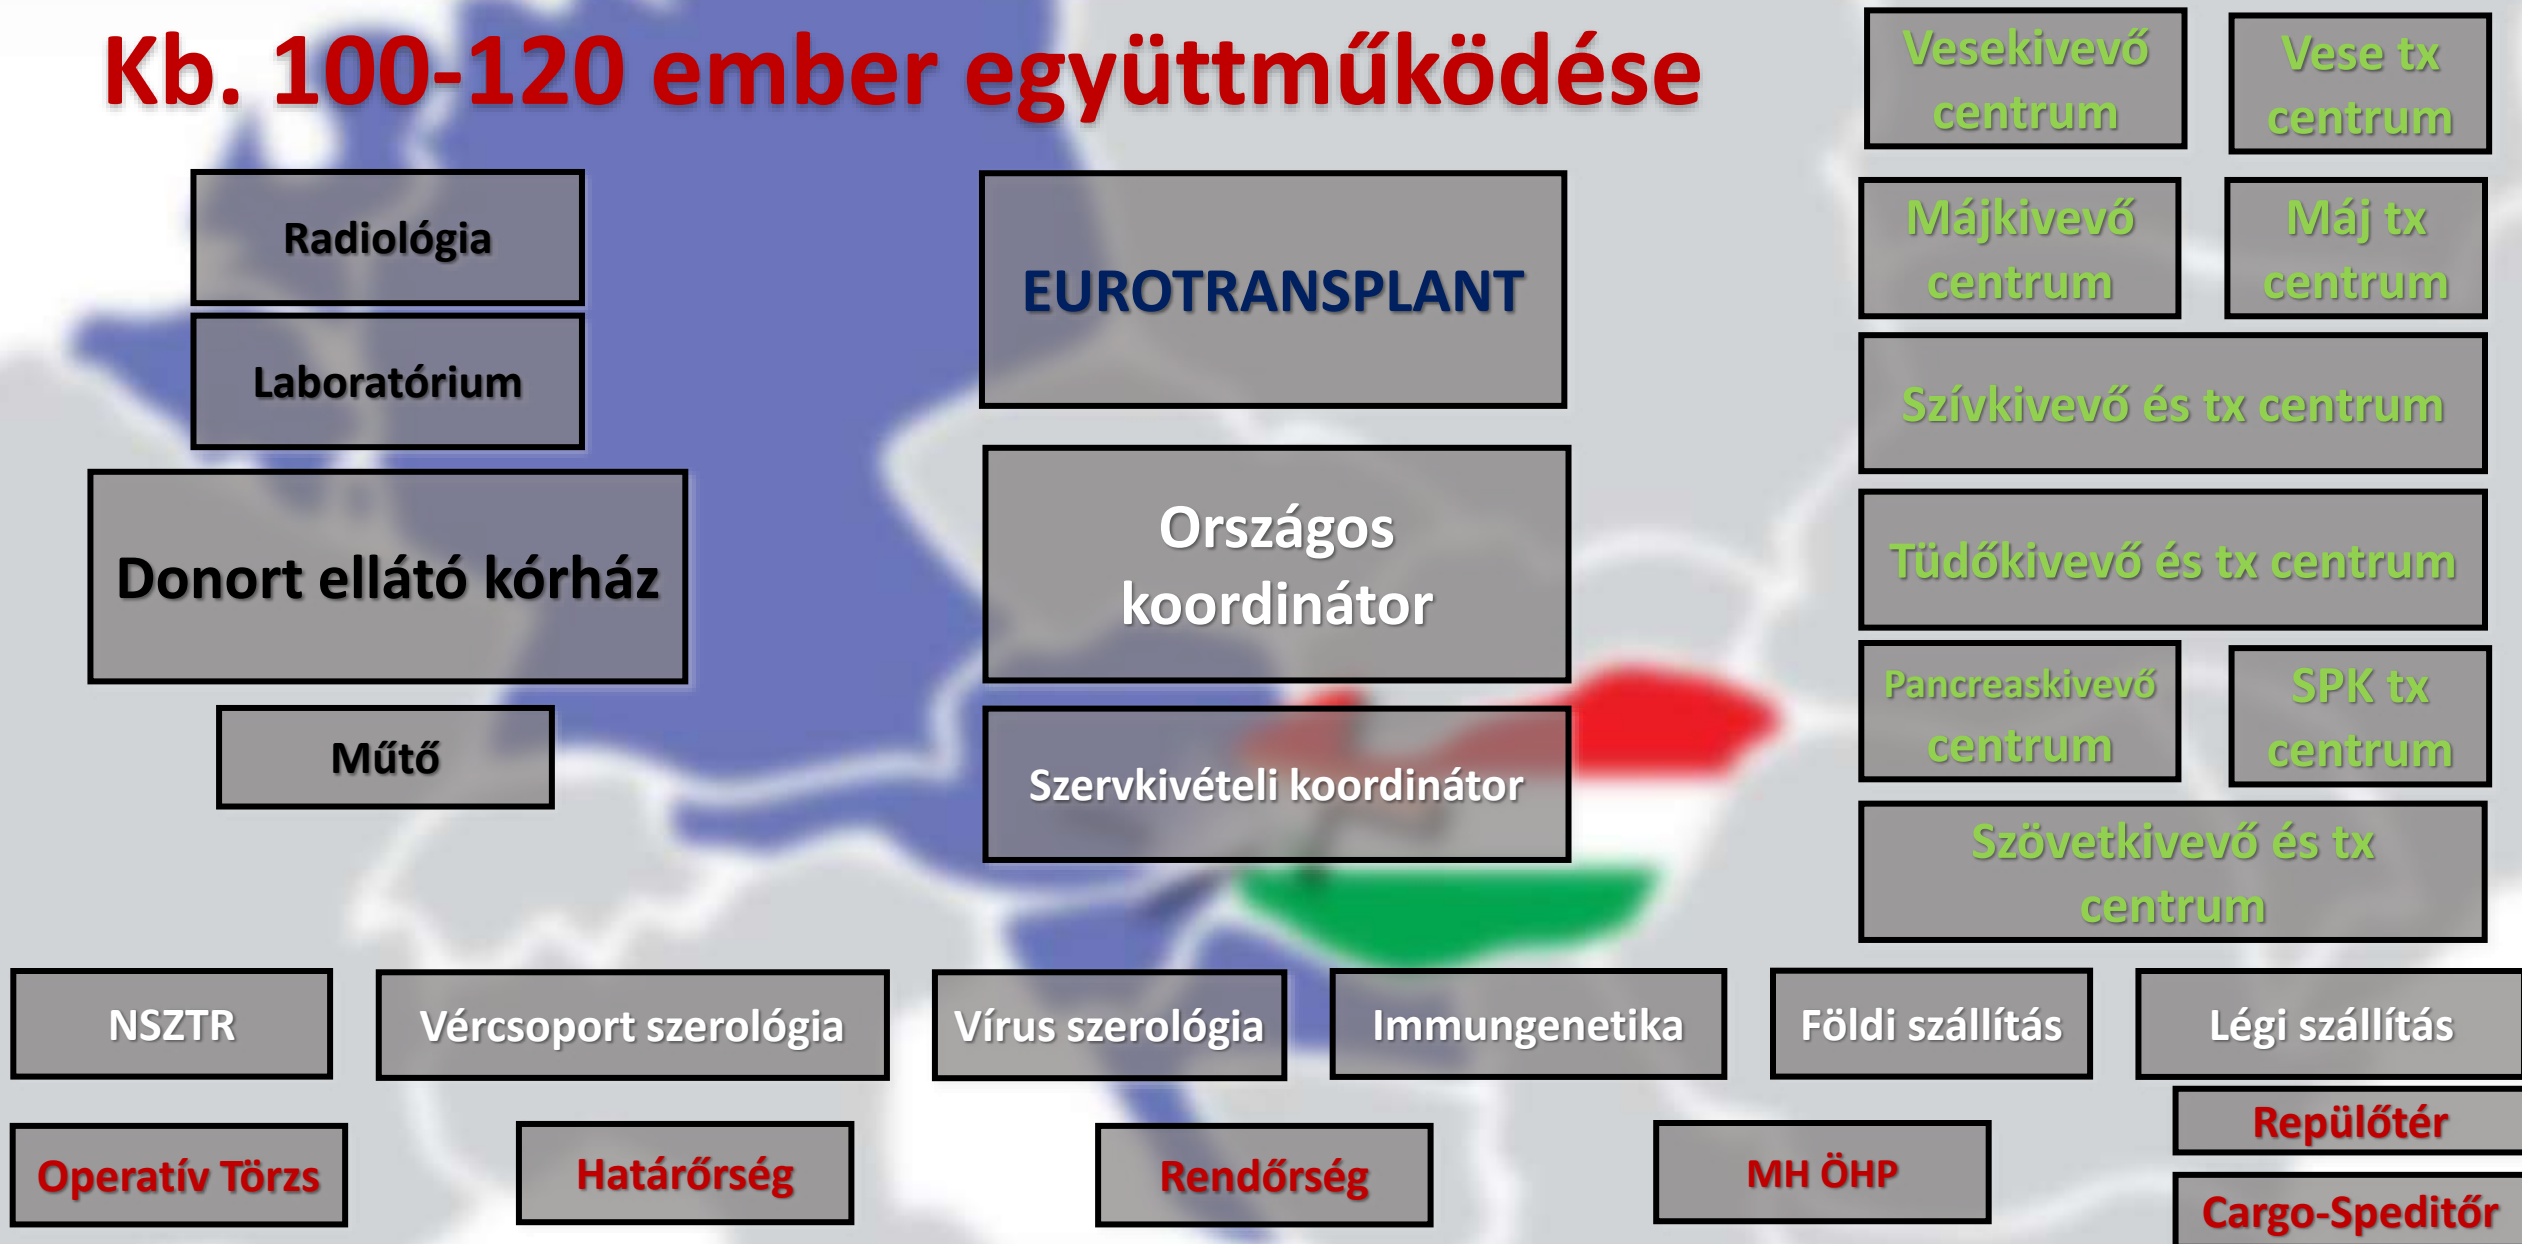 Kb. 100-120 ember együttműködése
Radiológia
Laboratórium
Donort ellátó kórház
Műtő
EUROTRANSPLANT
Országos
koordinátor
Szervkivételi koordinátor
Vesekivevő
centrum
Vese tx
centrum
Májkivevő
centrum
Máj tx
centrum
Szívkivevő és tx centrum
Tüdőkivevő és tx centrum
Pancreaskivevő
centrum
SPK tx
centrum
Szövetkivevő és tx
centrum
NSZTR
Vércsoport szerológia
Vírus szerológia
Immungenetika
Földi szállítás
Légi szállítás
Operatív Törzs
Határőrség
Rendőrség
MH ÖHP
Repülőtér
Cargo-Speditőr